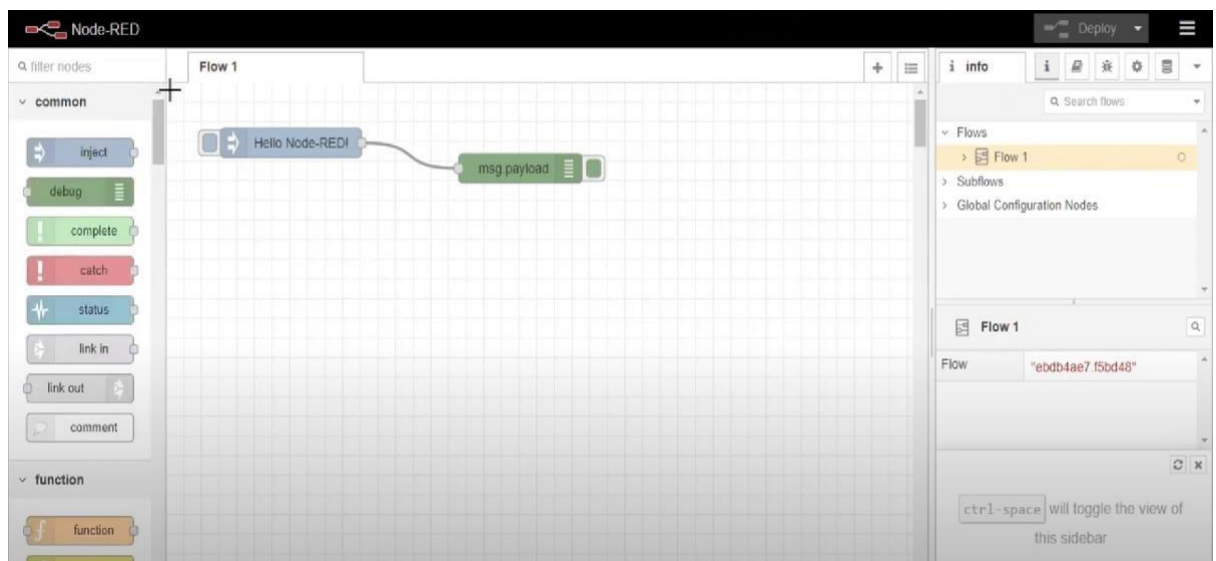 Node-RED
Deploy
filter nodes
Flow 1
i info
i
common
Search flows
inject
Hello Node-RED!
Flows
Flow 1
debug
msg payload
Subflows
Global Configuration Nodes
complete
catch
status
link in
Flow 1
link out
Flow
"ebdb4ae7.f5bd48"
comment
function
ctrl-space will toggle the view of
this sidebar
f function